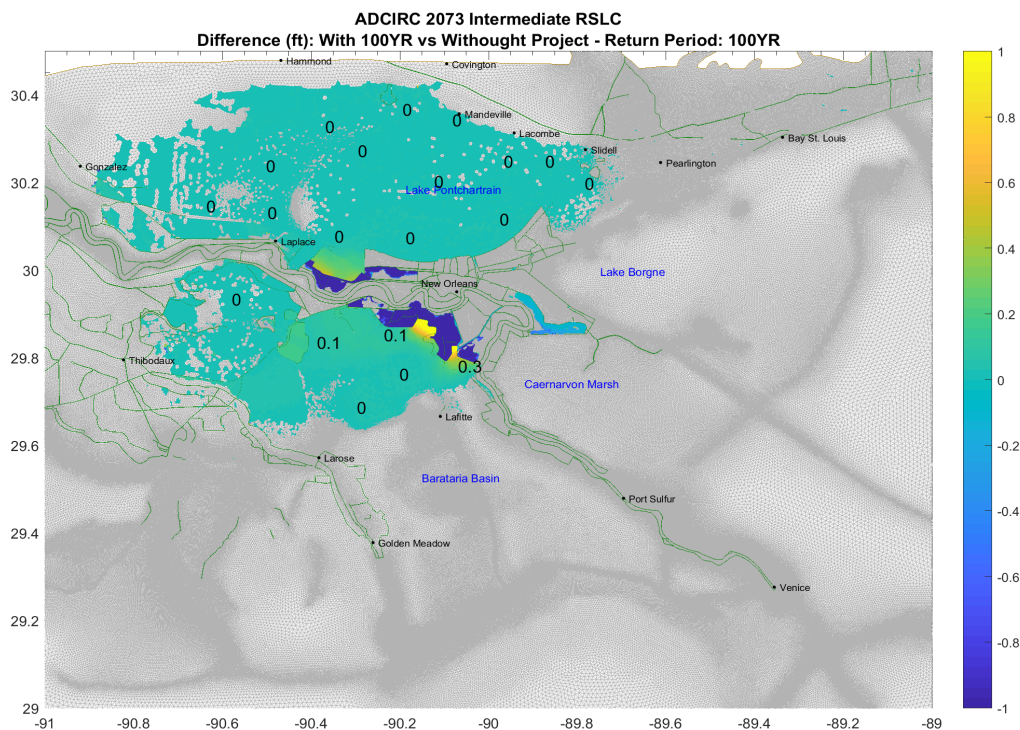 ADCIRC 2073 Intermediate RSLC
Difference (ft): With 100YR vs Withought Project - Return Period: 100YR
Hammond
Covington
1
30.4
0.8
0
Mandeville
0
0
Lacombe
Bay St. Louis
0
Slidell
0.6
Gonzalez
0
0
0
Pearlington
30.2
0
Lake Pontchartrain
0
0.4
0
0
0
0
0
Laplace
0.2
30
Lake Borgne
New Orleans
0
0
0.1
0.1
29.8
Thibodaux
0.3
0
Caernarvon Marsh
-0.2
0
Lafitte
29.6
-0.4
Larose
Barataria Basin
Port Sulfur
29.4
Golden Meadow
-0.6
Venice
29.2
-0.8
29
-1
-91
-90.8
-90.6
-90.4
-90.2
-90
-89.8
-89.6
-89.4
-89.2
-89